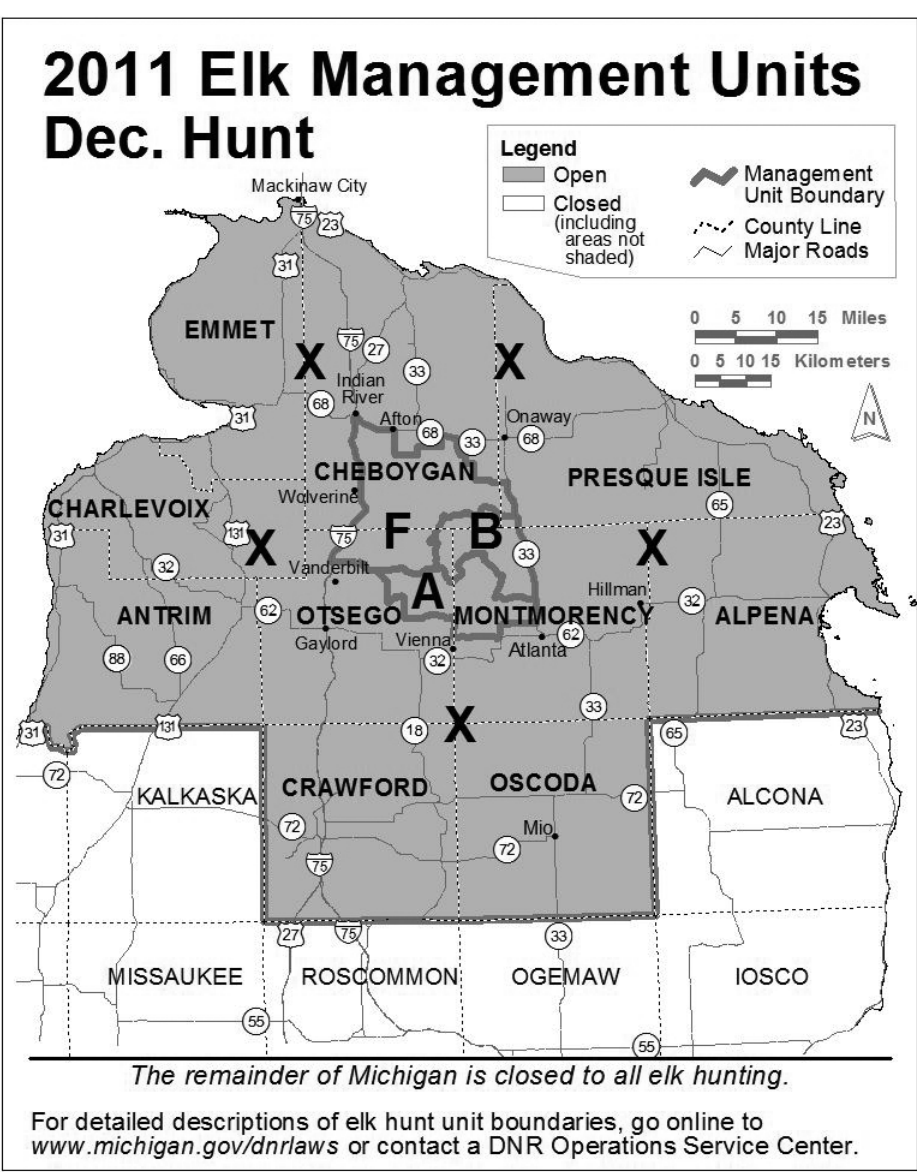 2011 Elk Management Units
Dec. Hunt
Legend
Open
Closed
(including
areas not
shaded)
Management
Unit Boundary
County Line
Major Roads
Mackinaw City
75
23
31
0 5 10 15 Miles
0 5 10 15 Kilometers
N
EMMET
X
75
27
33
X
Indian
River
68
31
Afton
68
33
Onaway
68
CHEBOYGAN
PRESQUE ISLE
Wolverine
65
CHARLEVOIX
31
131
X
75
F
B
33
X
23
32
Vanderbilt
A
Hillman
32
62
ANTRIM
OTSEGO
MONTMORENCY
ALPENA
Gaylord
Vienna
32
Atlanta
62
88
66
31
131
18
X
33
65
23
72
KALKASKA
CRAWFORD
OSCODA
72
ALCONA
72
75
72
Mio
27
75
33
MISSAUKEE
ROSCOMMON
OGEMAW
IOSCO
55
55
The remainder of Michigan is closed to all elk hunting.
For detailed descriptions of elk hunt unit boundaries, go online to
www.michigan.gov/dnrlaws or contact a DNR Operations Service Center.